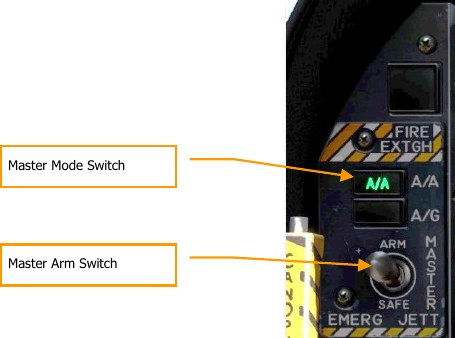 FIRE
EXTGH
Master Mode Switch
A/A A/A
A/G
ARM
MASTER
Master Arm Switch
SAFE
EMERG JETT